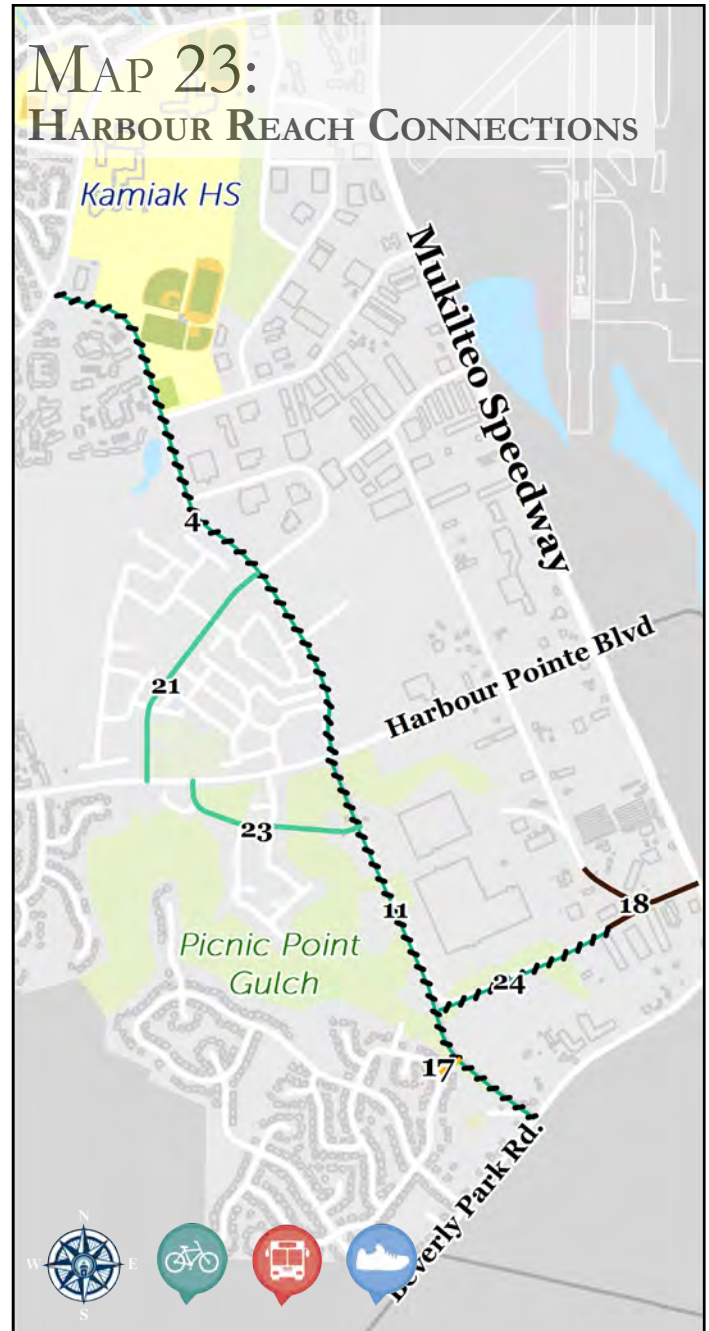 MAP 23:
HARBOUR REACH CONNECTIONS
Kamiak HS
Mukilteo Speedway
4
21
Harbour Pointe Blvd
23
11
18
Picnic Point
Gulch
24
17
Beverly Park Rd.
N
W E
S